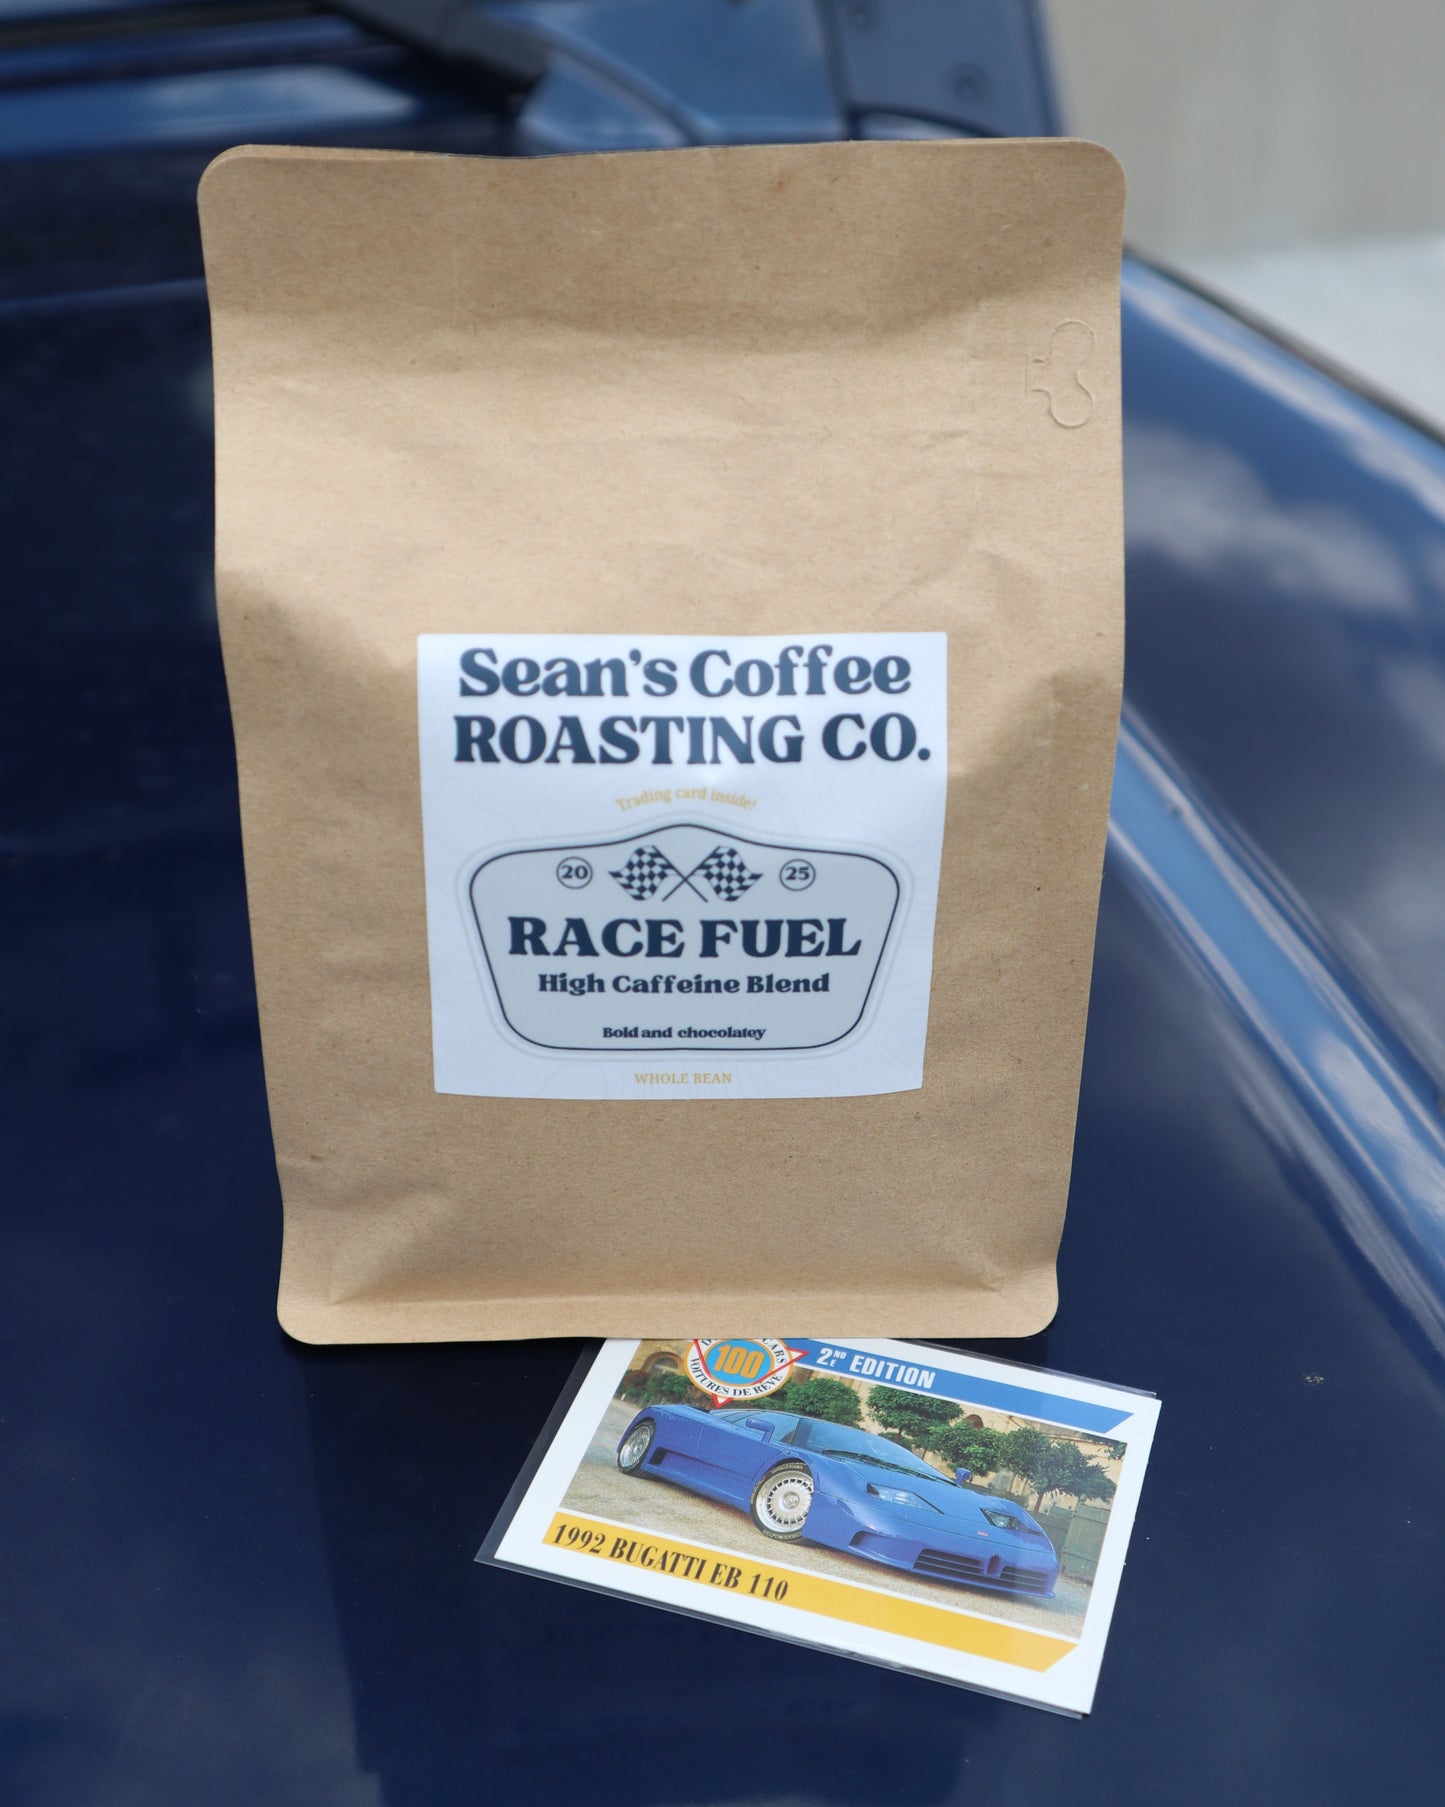 Sean's Coffee
ROASTING CO.
Trading card inside!
20 25
RACE FUEL
High Caffeine Blend
Bold and chocolatey
WHOLE BEAN
100
VOITURES DE RÊVE
2ND
E EDITION
1992 BUGATTI EB 110